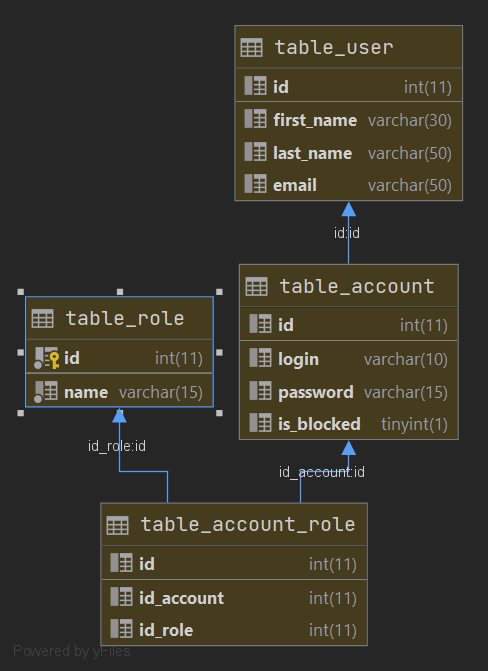 table_user
id int(11)
first_name varchar(30)
last_name varchar(50)
email varchar(50)
id:id
table_account
id int(11)
login varchar(10)
password varchar(15)
is_blocked tinyint(1)
table_role
id int(11)
name varchar(15)
id_role:id
id_account:id
table_account_role
id int(11)
id_account int(11)
id_role int(11)
Powered by yFiles